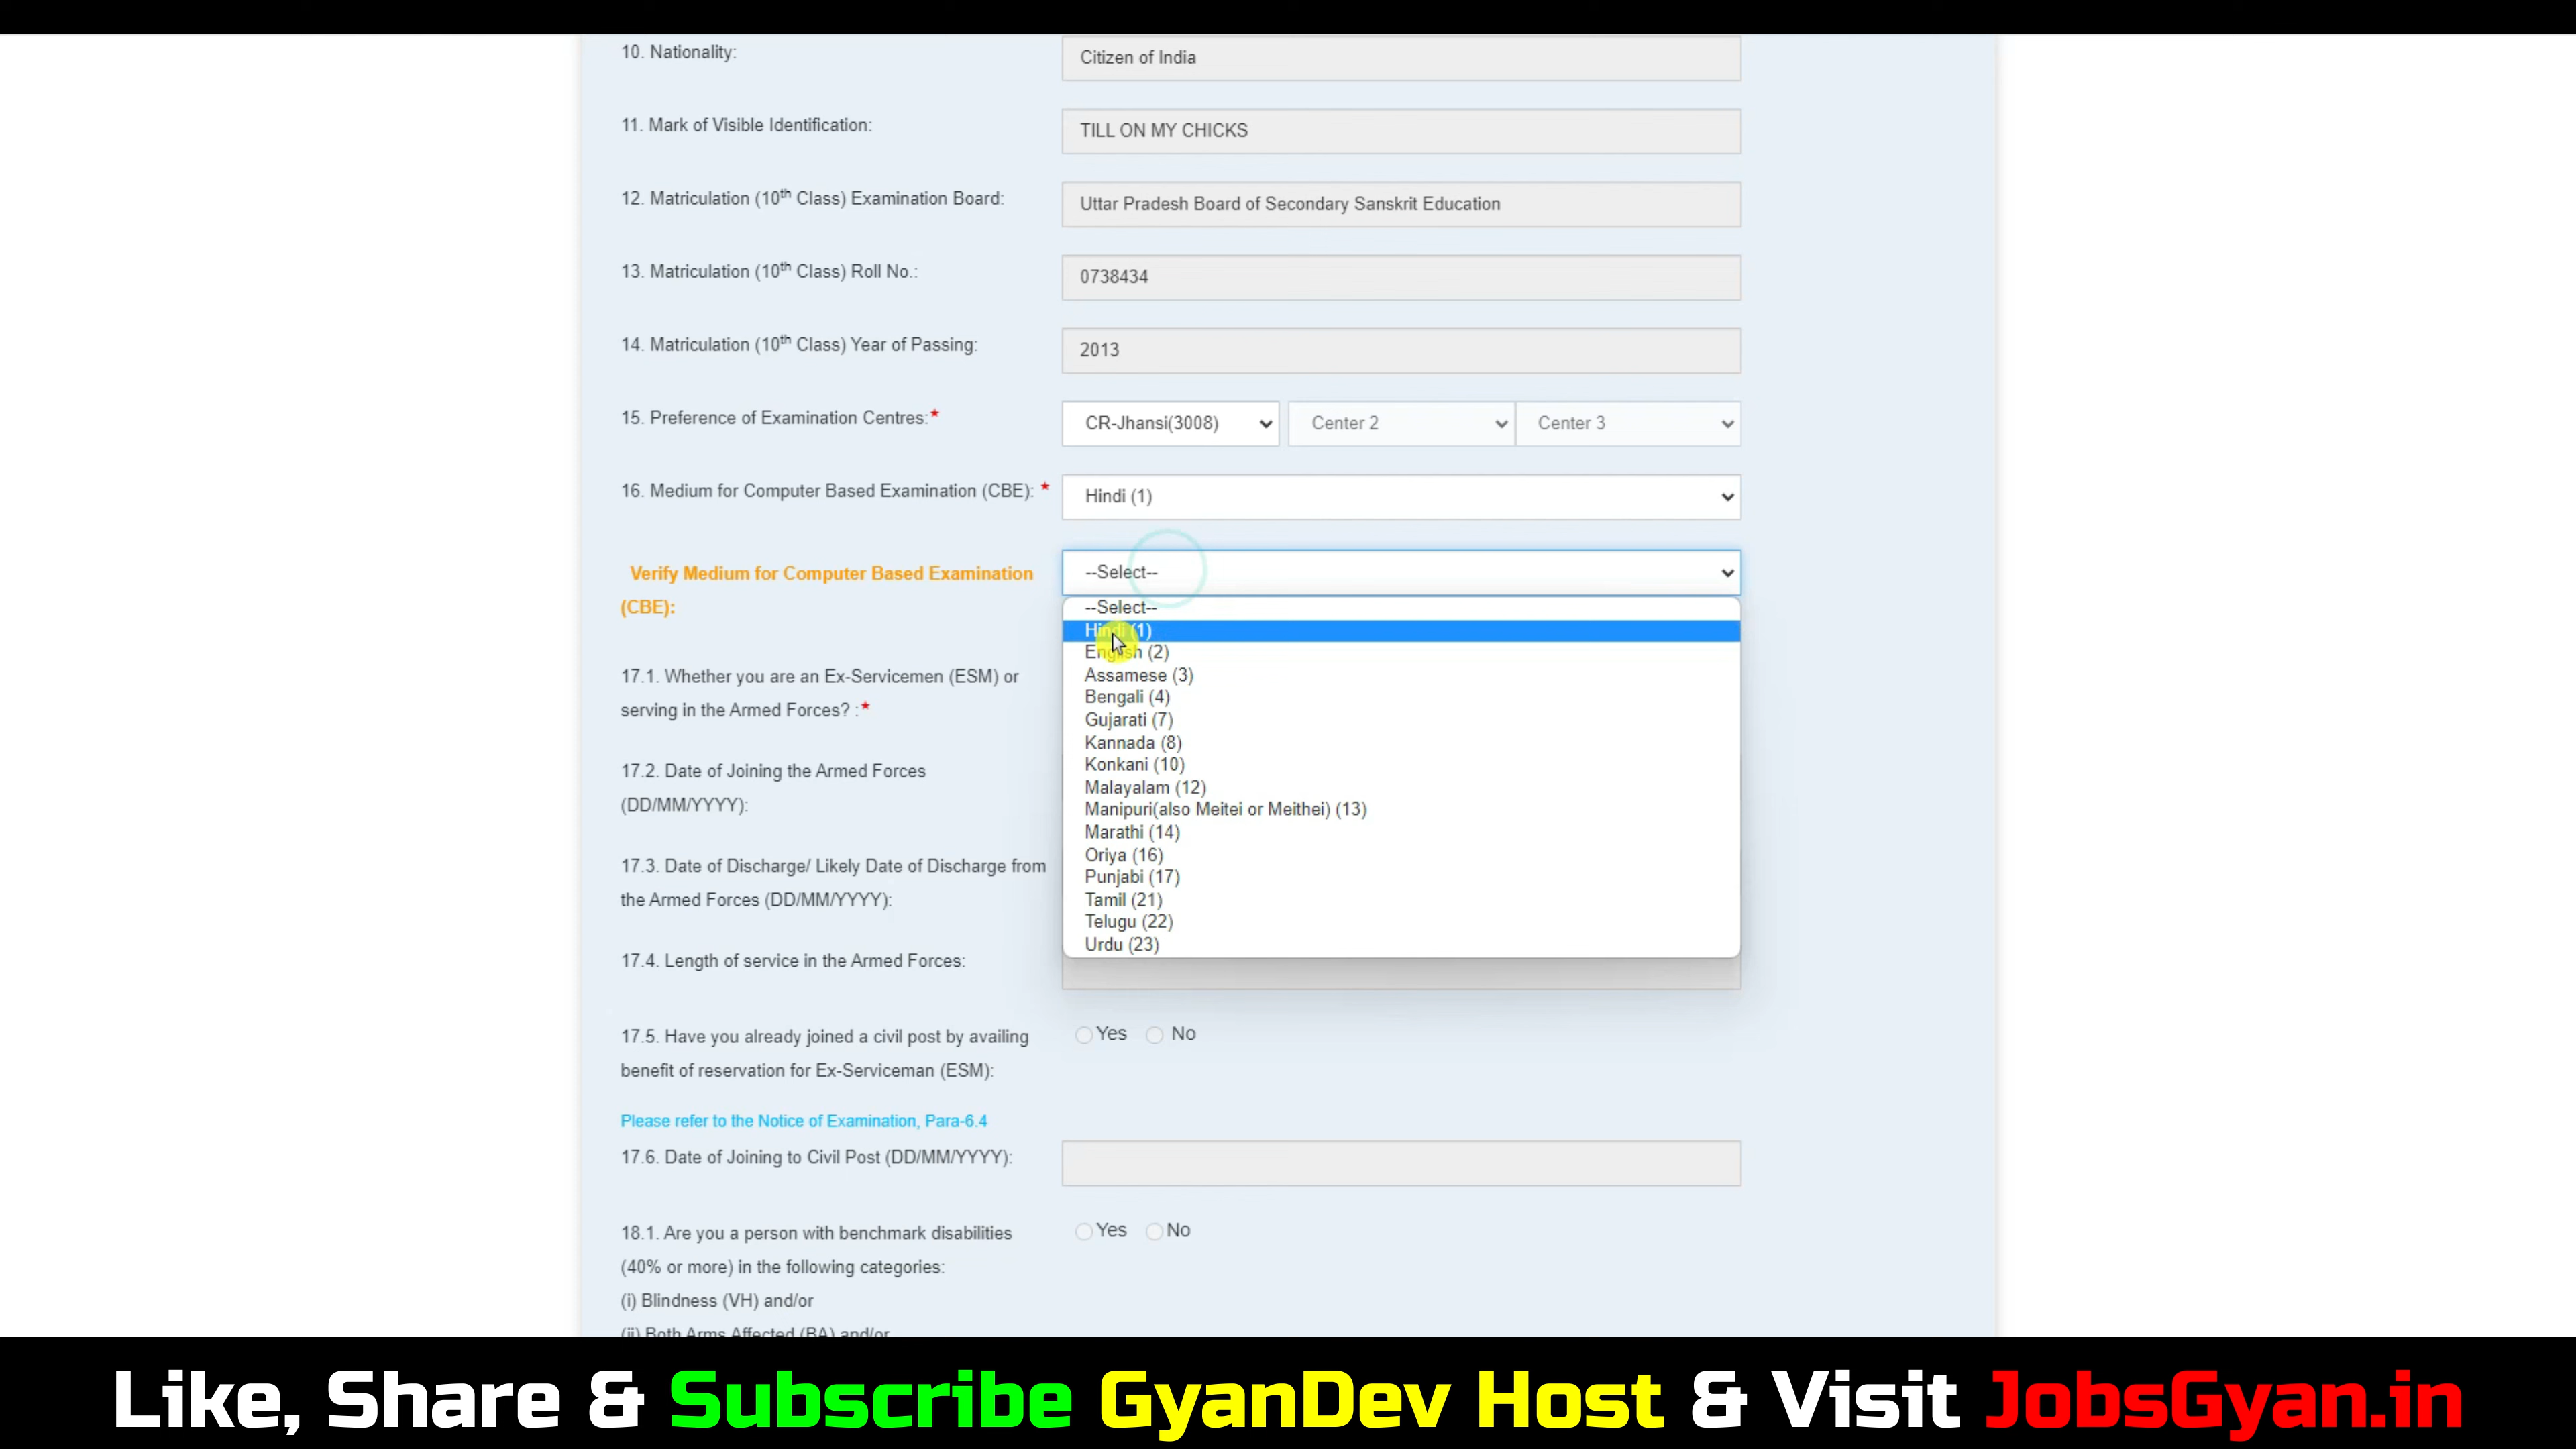 10. Nationality:
Citizen of India
11. Mark of Visible Identification:
TILL ON MY CHICKS
12. Matriculation (10th Class) Examination Board:
Uttar Pradesh Board of Secondary Sanskrit Education
13. Matriculation (10th Class) Roll No.:
0738434
14. Matriculation (10th Class) Year of Passing:
2013
15. Preference of Examination Centres:*
CR-Jhansi(3008) Center 2 Center 3
16. Medium for Computer Based Examination (CBE): *
Hindi (1)
Verify Medium for Computer Based Examination
(CBE):
--Select--
--Select--
Hindi (1)
English (2)
Assamese (3)
Bengali (4)
Gujarati (7)
Kannada (8)
Konkani (10)
Malayalam (12)
Manipuri(also Meitei or Meithei) (13)
Marathi (14)
Oriya (16)
Punjabi (17)
Tamil (21)
Telugu (22)
Urdu (23)
17.1. Whether you are an Ex-Servicemen (ESM) or
serving in the Armed Forces? :*
17.2. Date of Joining the Armed Forces
(DD/MM/YYYY):
17.3. Date of Discharge/ Likely Date of Discharge from
the Armed Forces (DD/MM/YYYY):
17.4. Length of service in the Armed Forces:
17.5. Have you already joined a civil post by availing
benefit of reservation for Ex-Serviceman (ESM):
Yes No
Please refer to the Notice of Examination, Para-6.4
17.6. Date of Joining to Civil Post (DD/MM/YYYY):
18.1. Are you a person with benchmark disabilities
(40% or more) in the following categories:
Yes No
(i) Blindness (VH) and/or
(ii) Both Arms Affected (BA) and/or
Like, Share & Subscribe GyanDev Host & Visit JobsGyan.in